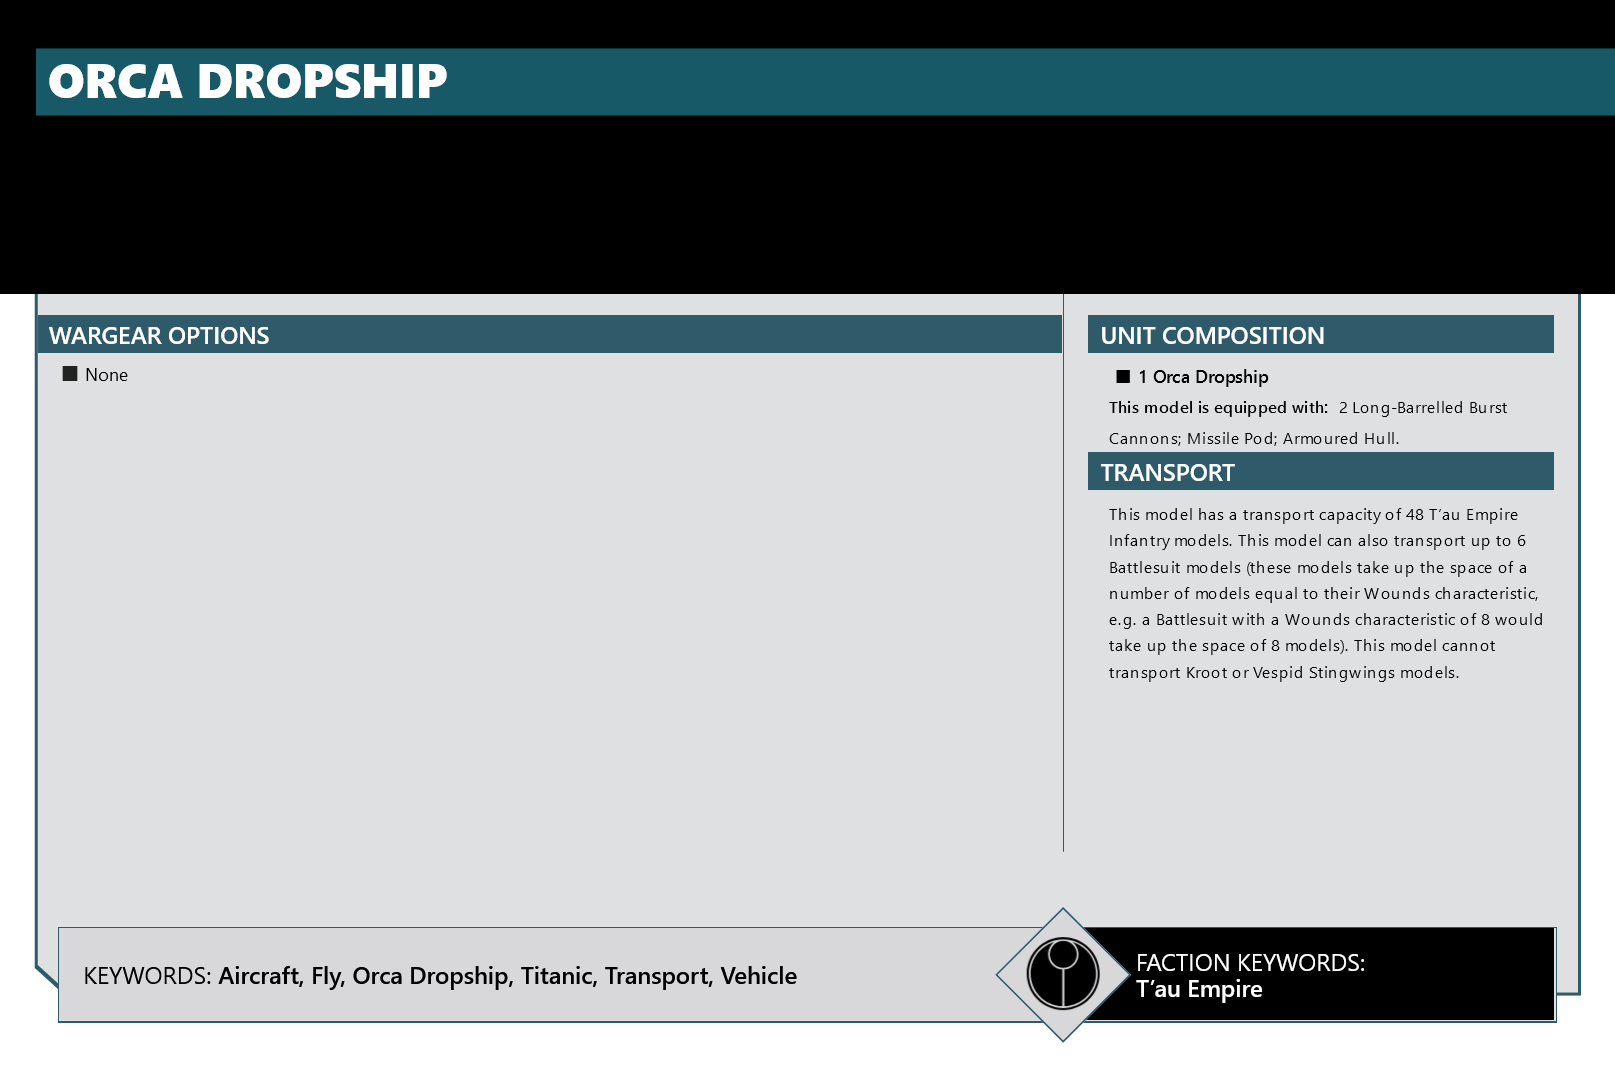 ORCA DROPSHIP
WARGEAR OPTIONS
■ None
UNIT COMPOSITION
■ 1 Orca Dropship
This model is equipped with: 2 Long-Barrelled Burst
Cannons; Missile Pod; Armoured Hull.
TRANSPORT
This model has a transport capacity of 48 T’au Empire
Infantry models. This model can also transport up to 6
Battlesuit models (these models take up the space of a
number of models equal to their Wounds characteristic,
e.g. a Battlesuit with a Wounds characteristic of 8 would
take up the space of 8 models). This model cannot
transport Kroot or Vespid Stingwings models.
KEYWORDS: Aircraft, Fly, Orca Dropship, Titanic, Transport, Vehicle
FACTION KEYWORDS:
T’au Empire